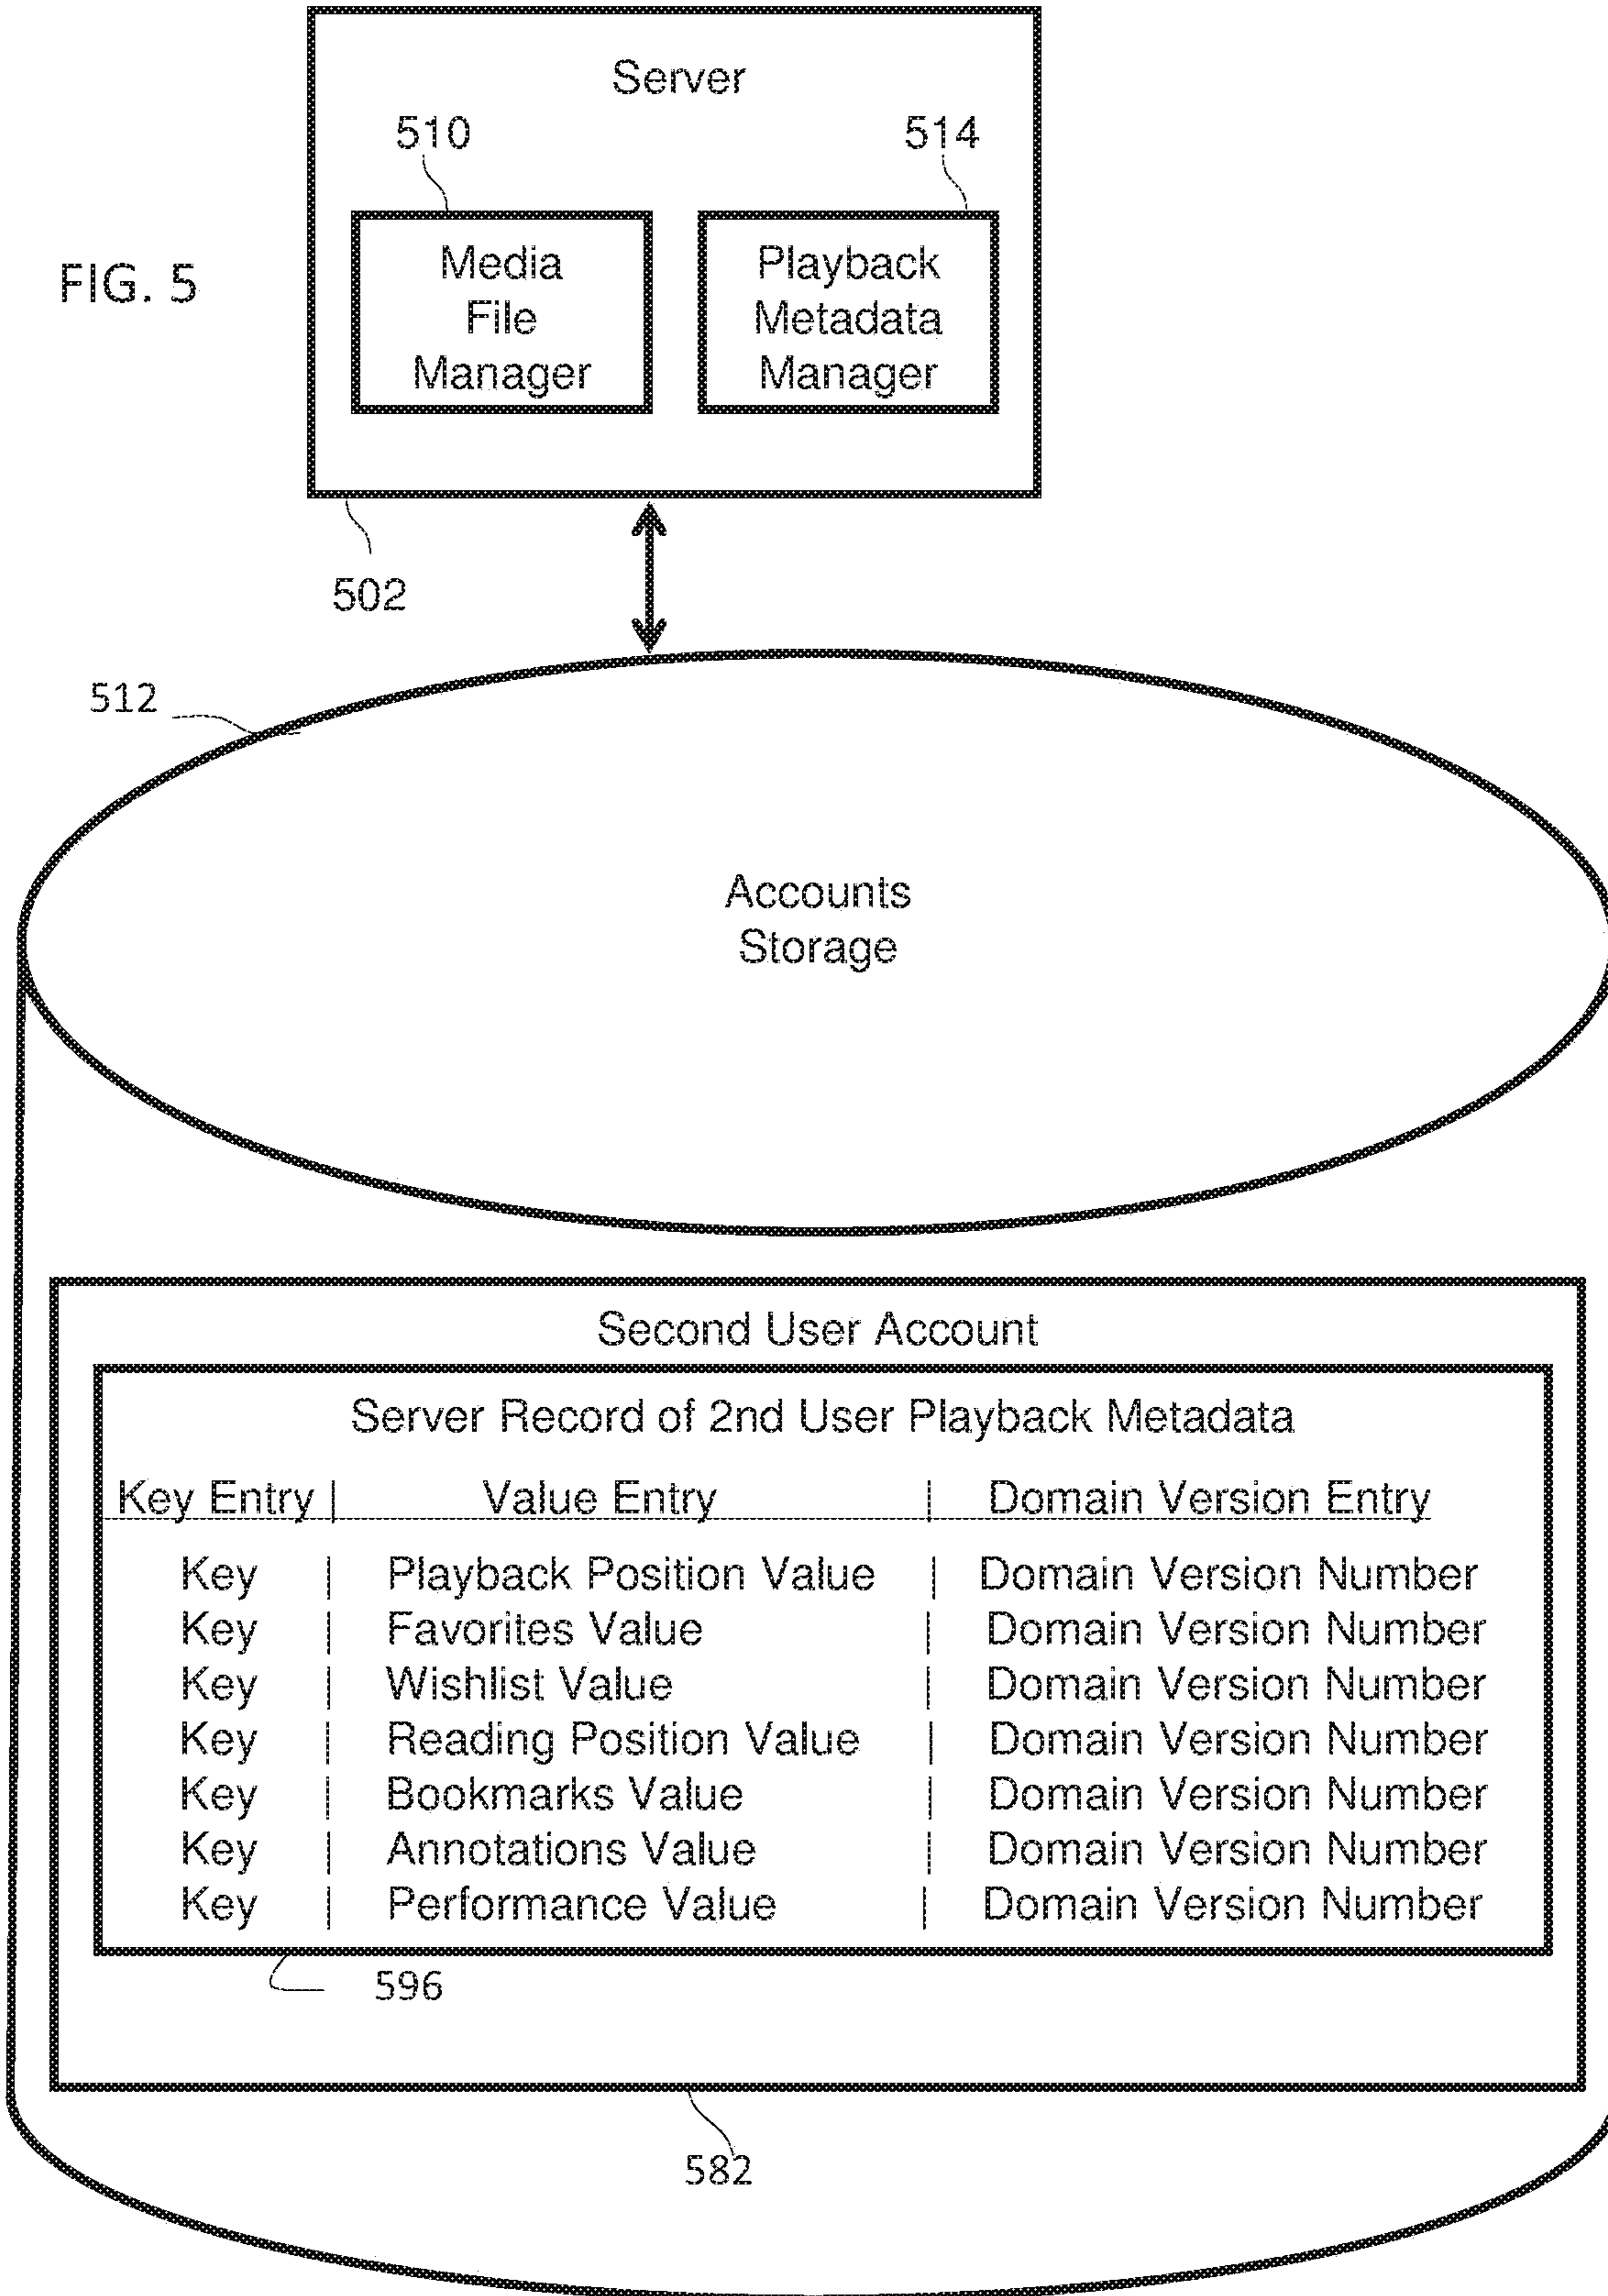 Server
510 514
FIG. 5
Media
File
Manager
Playback
Metadata
Manager
502
512
Accounts
Storage
Second User Account
Server Record of 2nd User Playback Metadata
Key Entry | Value Entry | Domain Version Entry
Key | Playback Position Value | Domain Version Number
Key | Favorites Value | Domain Version Number
Key | Wishlist Value | Domain Version Number
Key | Reading Position Value | Domain Version Number
Key | Bookmarks Value | Domain Version Number
Key | Annotations Value | Domain Version Number
Key | Performance Value | Domain Version Number
596
582